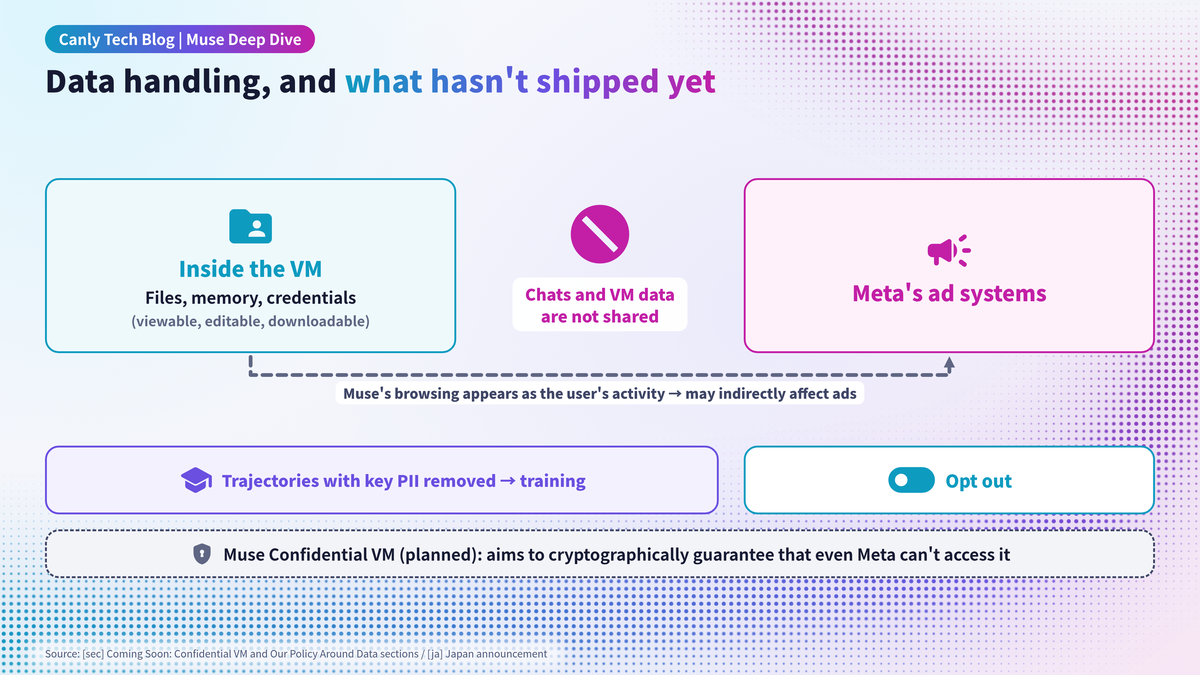 Canly Tech Blog | Muse Deep Dive
Data handling, and what hasn't shipped yet
Inside the VM
Files, memory, credentials
(viewable, editable, downloadable)
Chats and VM data
are not shared
Meta's ad systems
Muse's browsing appears as the user's activity → may indirectly affect ads
Trajectories with key PII removed → training
Opt out
Muse Confidential VM (planned): aims to cryptographically guarantee that even Meta can't access it
Source: [sec] Coming Soon: Confidential VM and Our Policy Around Data sections / [ja] Japan announcement